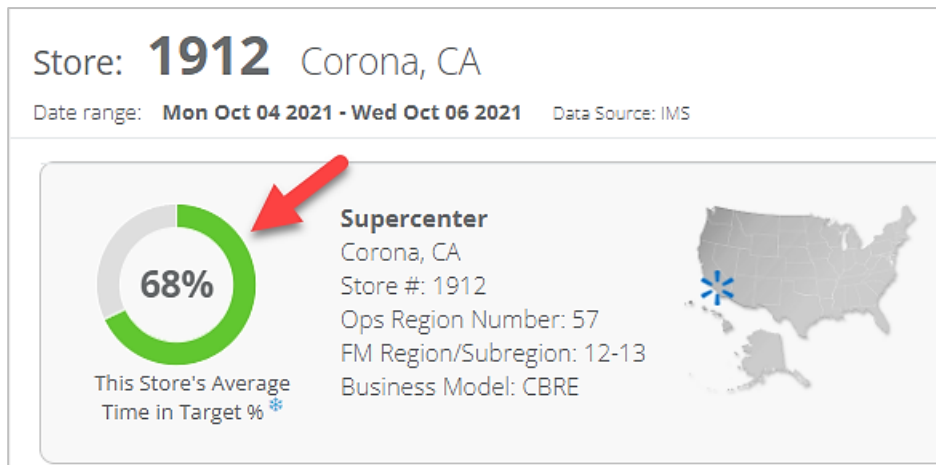 Store: 1912 Corona, CA
Date range: Mon Oct 04 2021 - Wed Oct 06 2021 Data Source: IMS
68%
This Store's Average
Time in Target %
Supercenter
Corona, CA
Store #: 1912
Ops Region Number: 57
FM Region/Subregion: 12-13
Business Model: CBRE